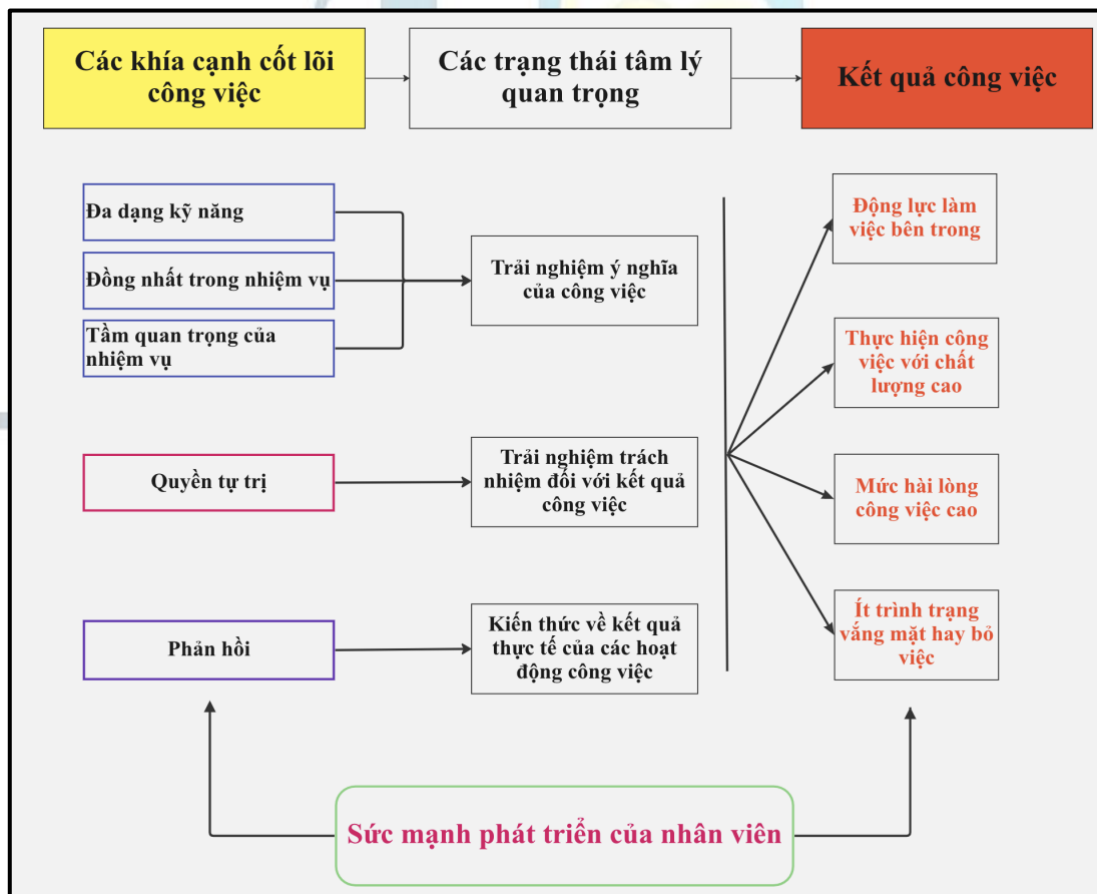 Các khía cạnh cốt lõi
công việc
Các trạng thái tâm lý
quan trọng
Kết quả công việc
Đa dạng kỹ năng
Đồng nhất trong nhiệm vụ
Tầm quan trọng của
nhiệm vụ
Trải nghiệm ý nghĩa
của công việc
Động lực làm
việc bên trong
Thực hiện công
việc với chất
lượng cao
Quyền tự trị
Trải nghiệm trách
nhiệm đối với kết quả
công việc
Mức hài lòng
công việc cao
Phản hồi
Kiến thức về kết quả
thực tế của các hoạt
động công việc
Ít trình trạng
vắng mặt hay bỏ
việc
Sức mạnh phát triển của nhân viên